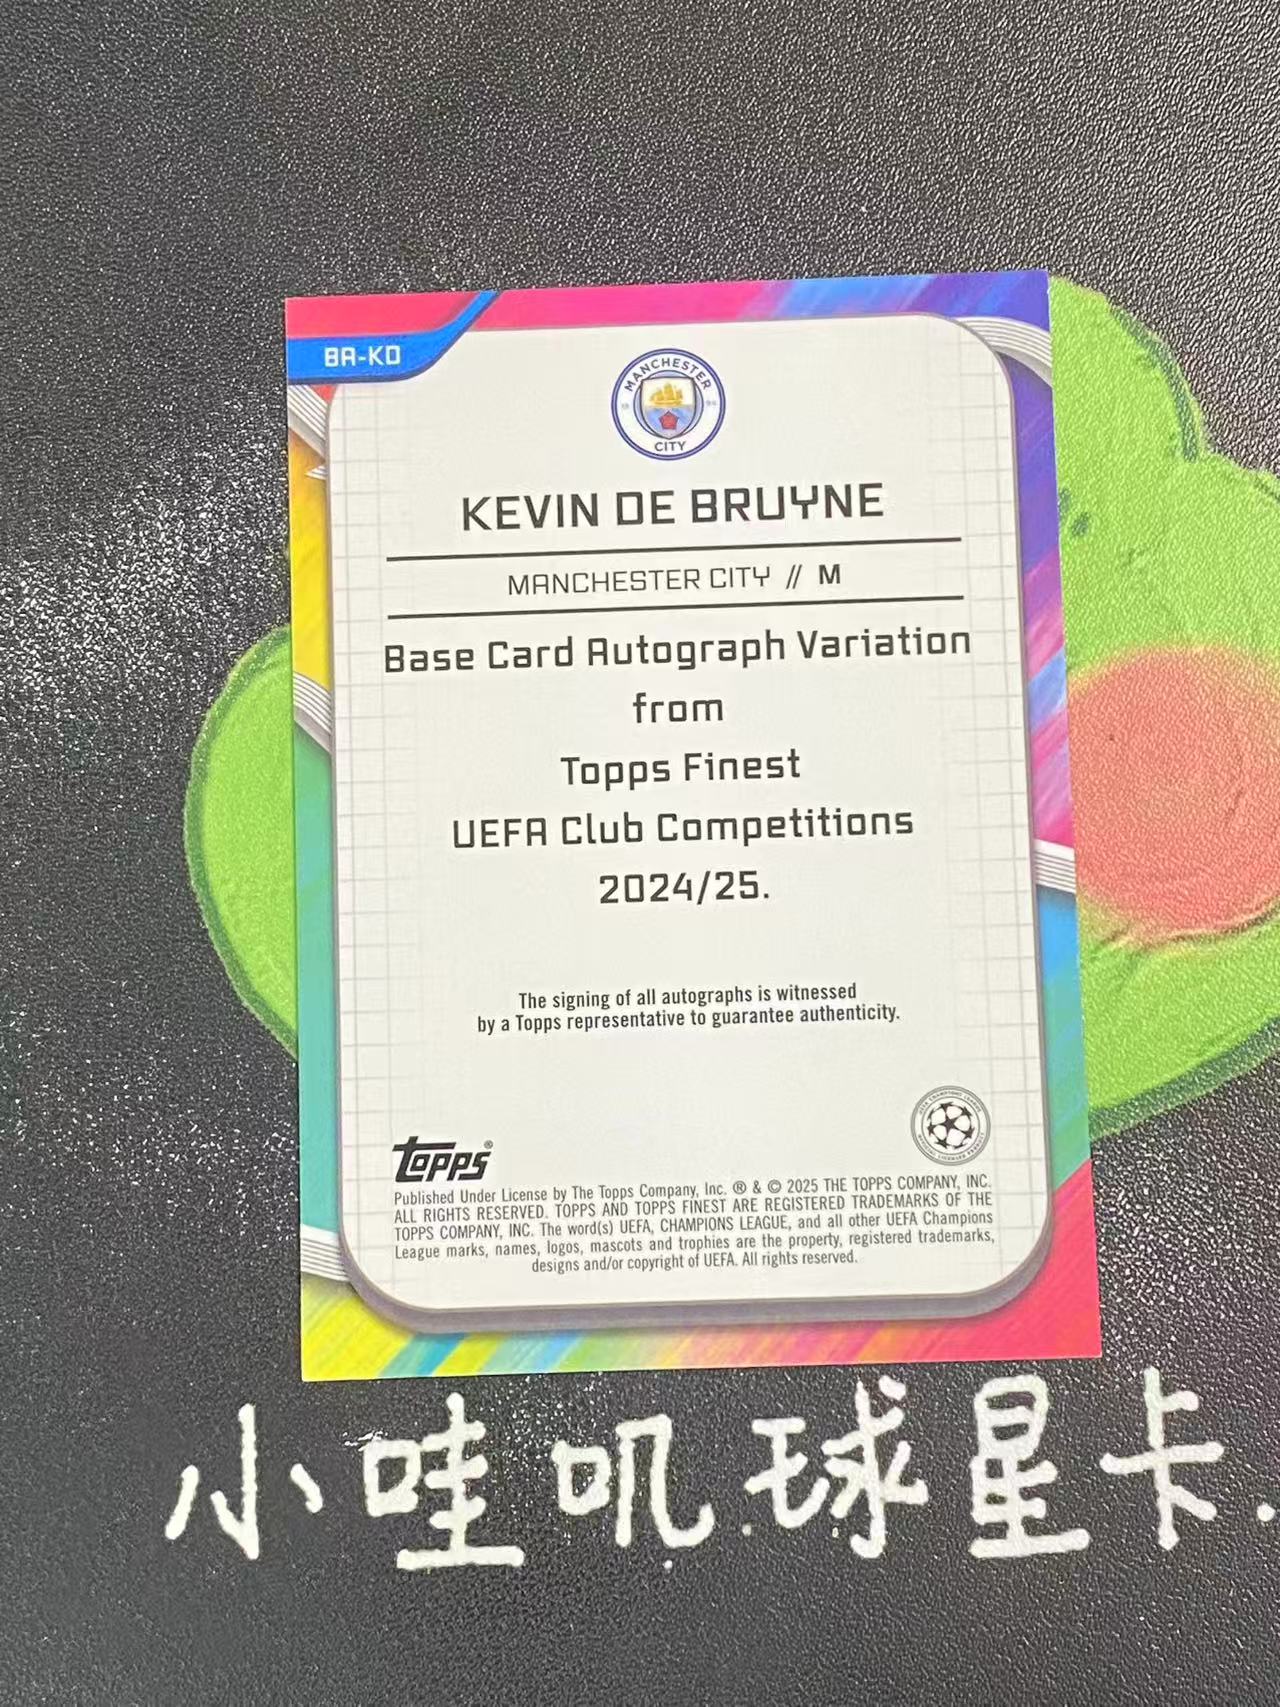 BA-KD
MANCHESTER
CITY
KEVIN DE BRUYNE
MANCHESTER CITY // M
Base Card Autograph Variation
from
Topps Finest
UEFA Club Competitions
2024/25.
The signing of all autographs is witnessed
by a Topps representative to guarantee authenticity.
topps®
Published Under License by The Topps Company, Inc. ® & © 2025 THE TOPPS COMPANY, INC.
ALL RIGHTS RESERVED. TOPPS AND TOPPS FINEST ARE REGISTERED TRADEMARKS OF THE
TOPPS COMPANY, INC. The word(s) UEFA, CHAMPIONS LEAGUE, and all other UEFA Champions
League marks, names, logos, mascots and trophies are the property, registered trademarks,
designs and/or copyright of UEFA. All rights reserved.
小哇叽球星卡.